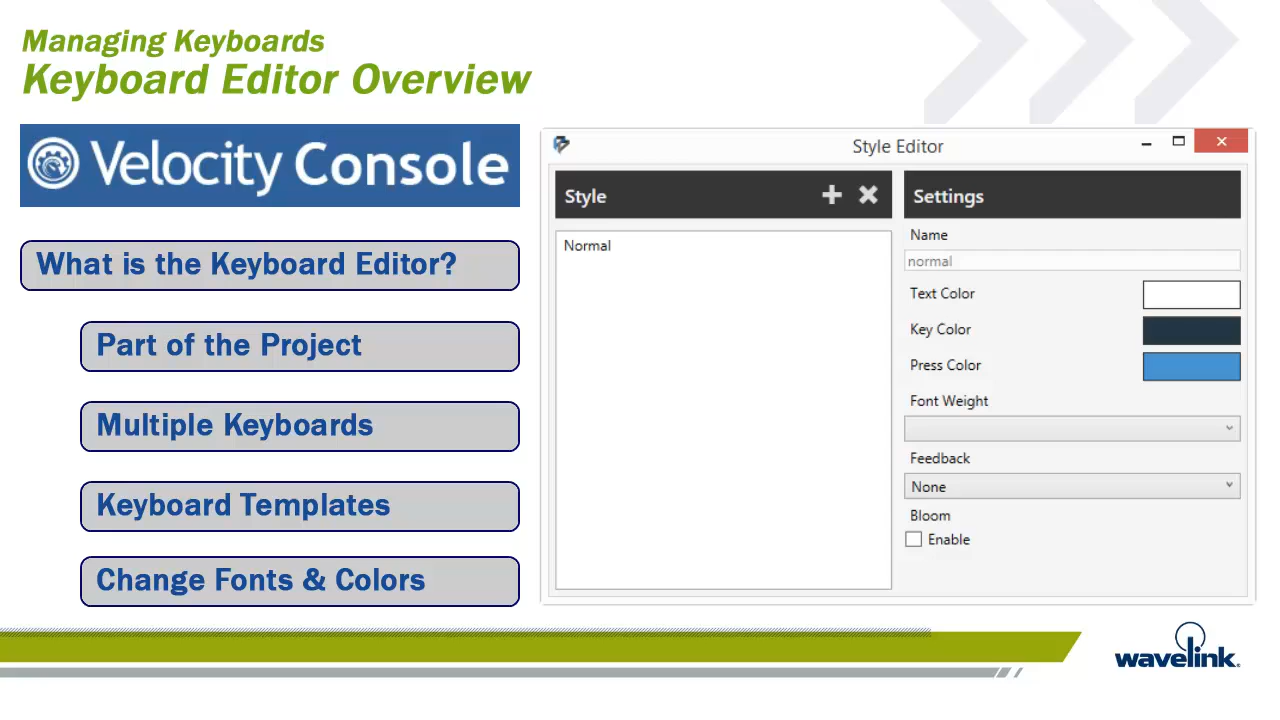 Managing Keyboards
Keyboard Editor Overview
Velocity Console
What is the Keyboard Editor?
Part of the Project
Multiple Keyboards
Keyboard Templates
Change Fonts & Colors
Style Editor
Style
Normal
Settings
Name
normal
Text Color
Key Color
Press Color
Font Weight
Feedback
None
Bloom
Enable
wavelink